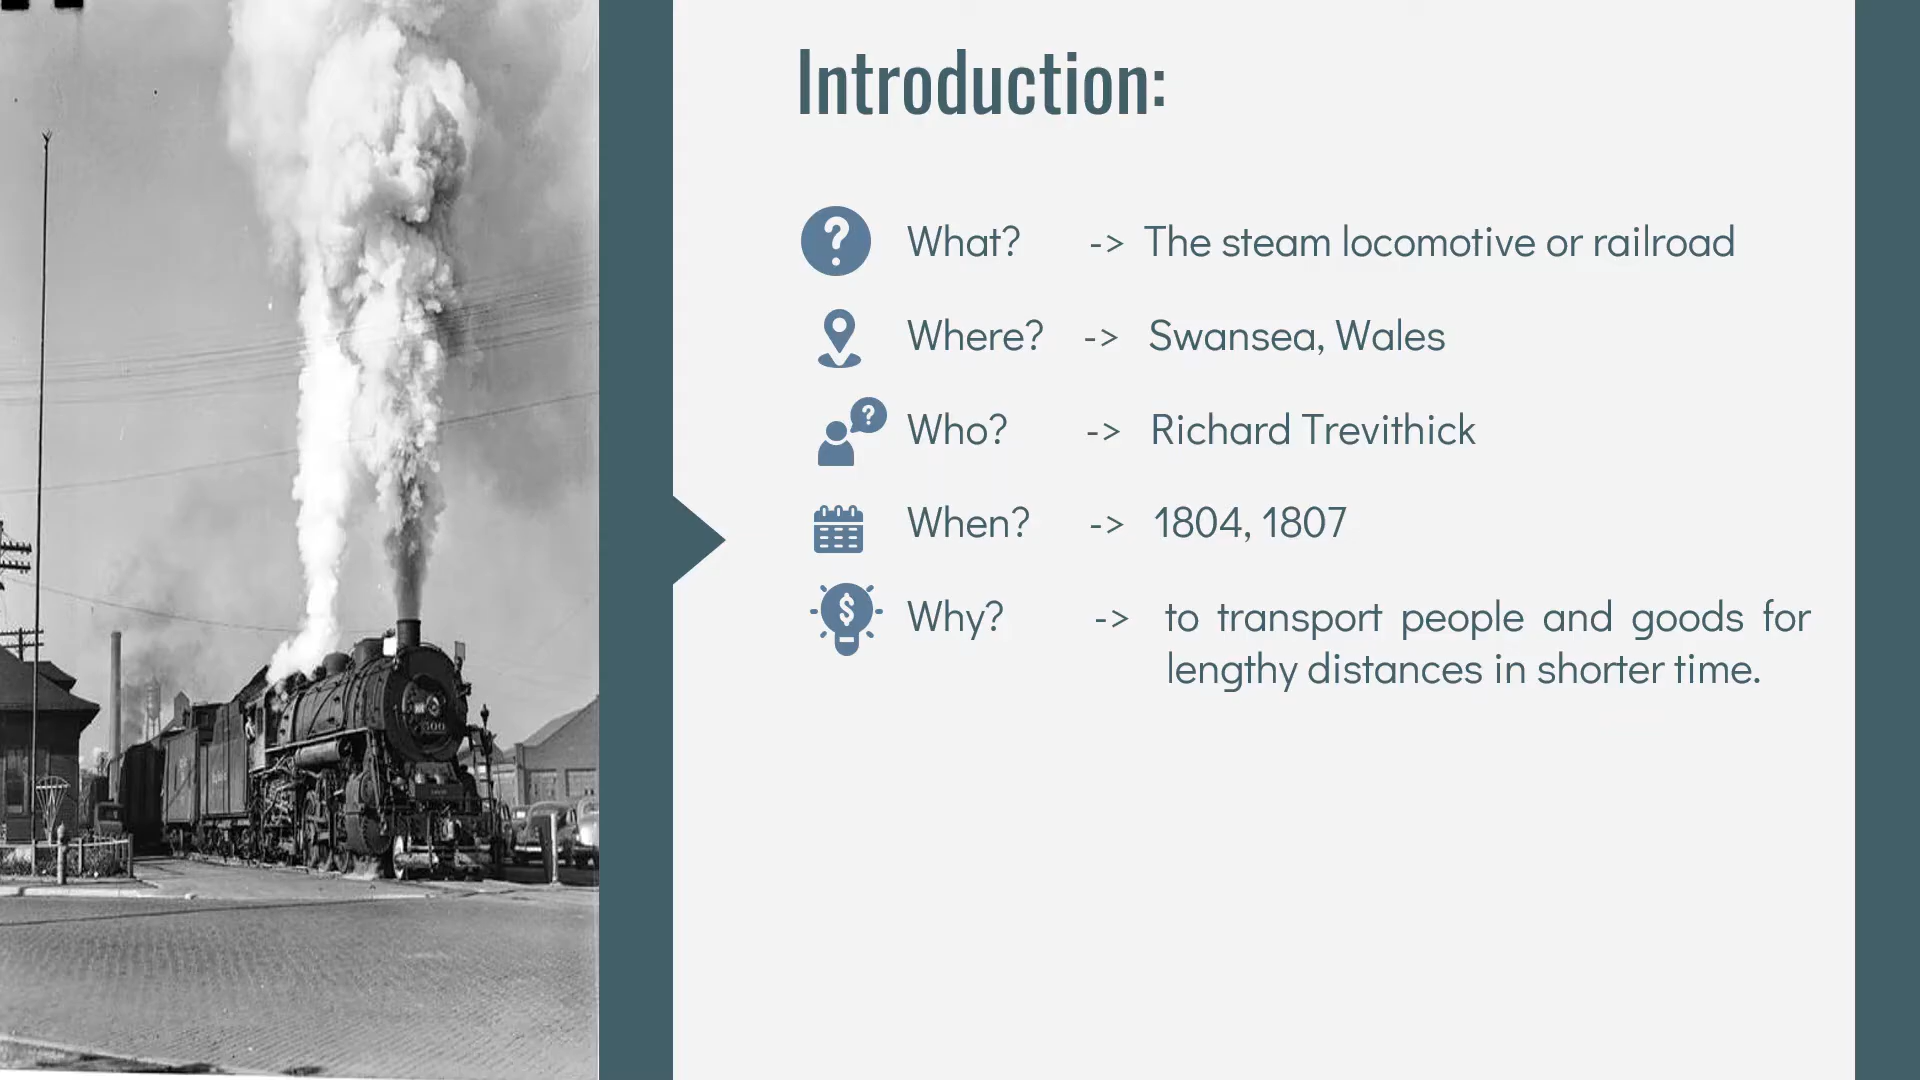 Introduction:
What? -> The steam locomotive or railroad
Where? -> Swansea, Wales
Who? -> Richard Trevithick
When? -> 1804, 1807
Why? -> to transport people and goods for
lengthy distances in shorter time.